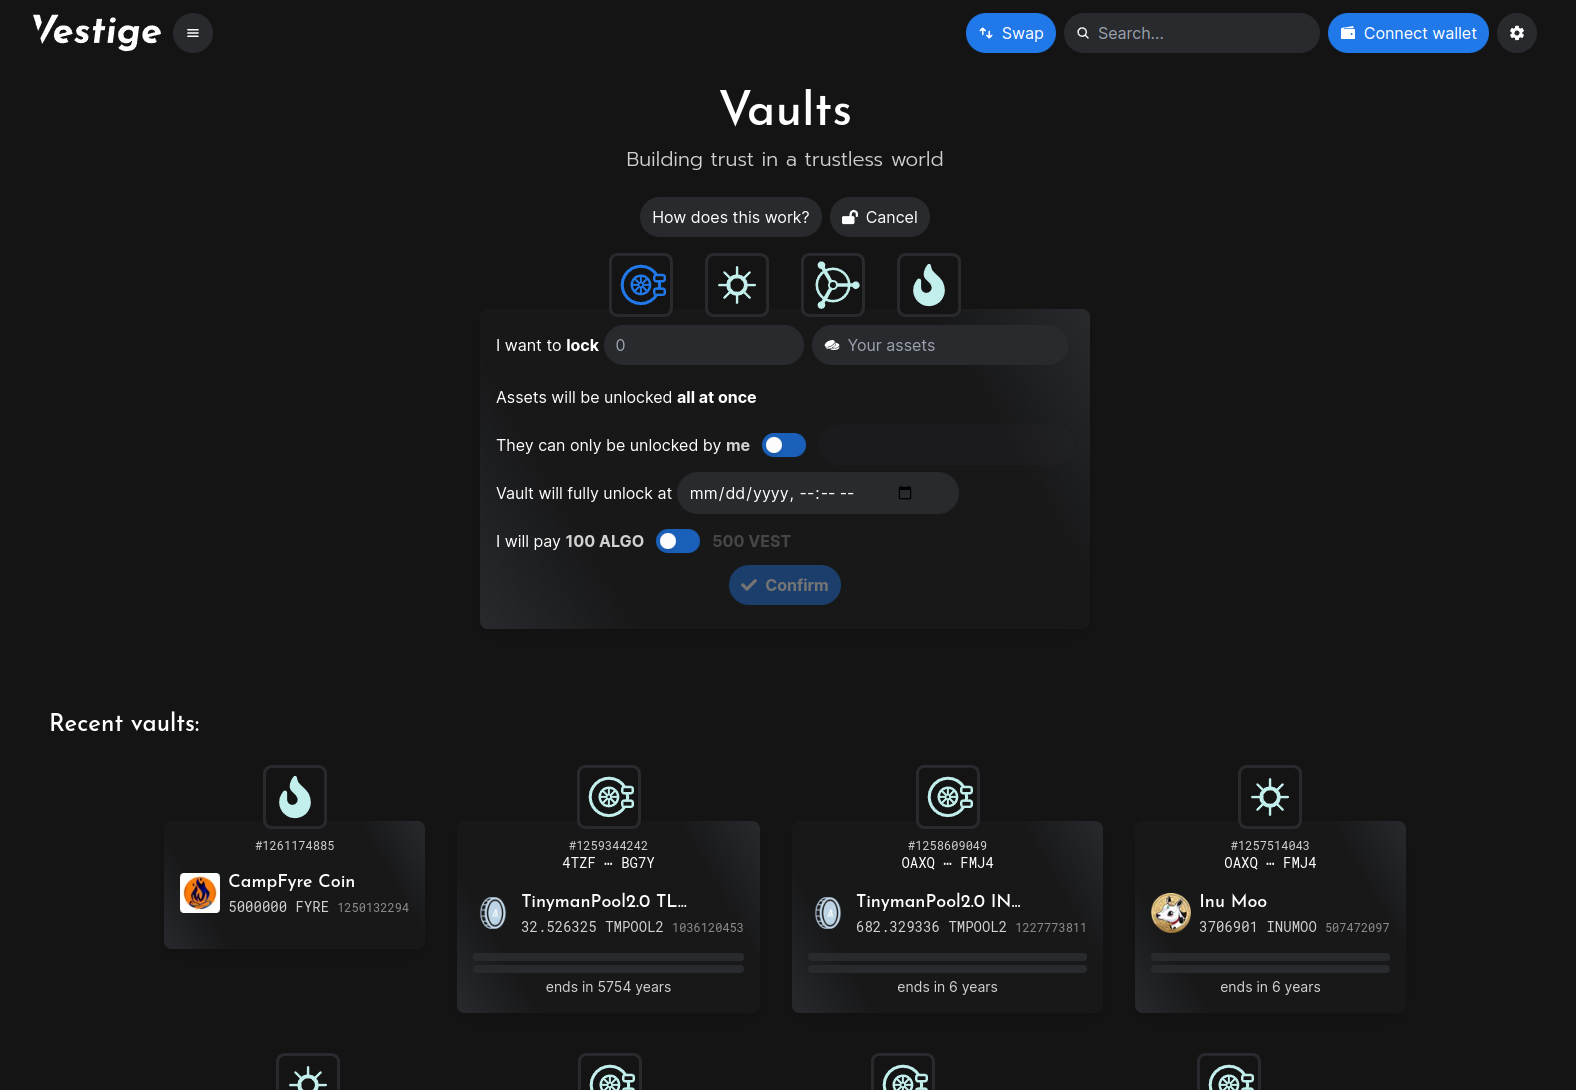 Vestige
Swap
Search...
Connect wallet
Vaults
Building trust in a trustless world
How does this work?
Cancel
I want to lock 0 Your assets
Assets will be unlocked all at once
They can only be unlocked by me
Vault will fully unlock at mm/dd/yyyy, --:-- --
I will pay 100 ALGO 500 VEST
Confirm
Recent vaults:
#1261174885
CampFyre Coin
5000000 FYRE 1250132294
#1259344242
4TZF ⋯ BG7Y
TinymanPool2.0 TL...
32.526325 TMPOOL2 1036120453
ends in 5754 years
#1258609049
OAXQ ⋯ FMJ4
TinymanPool2.0 IN...
682.329336 TMPOOL2 1227773811
ends in 6 years
#1257514043
OAXQ ⋯ FMJ4
Inu Moo
3706901 INUMOO 507472097
ends in 6 years